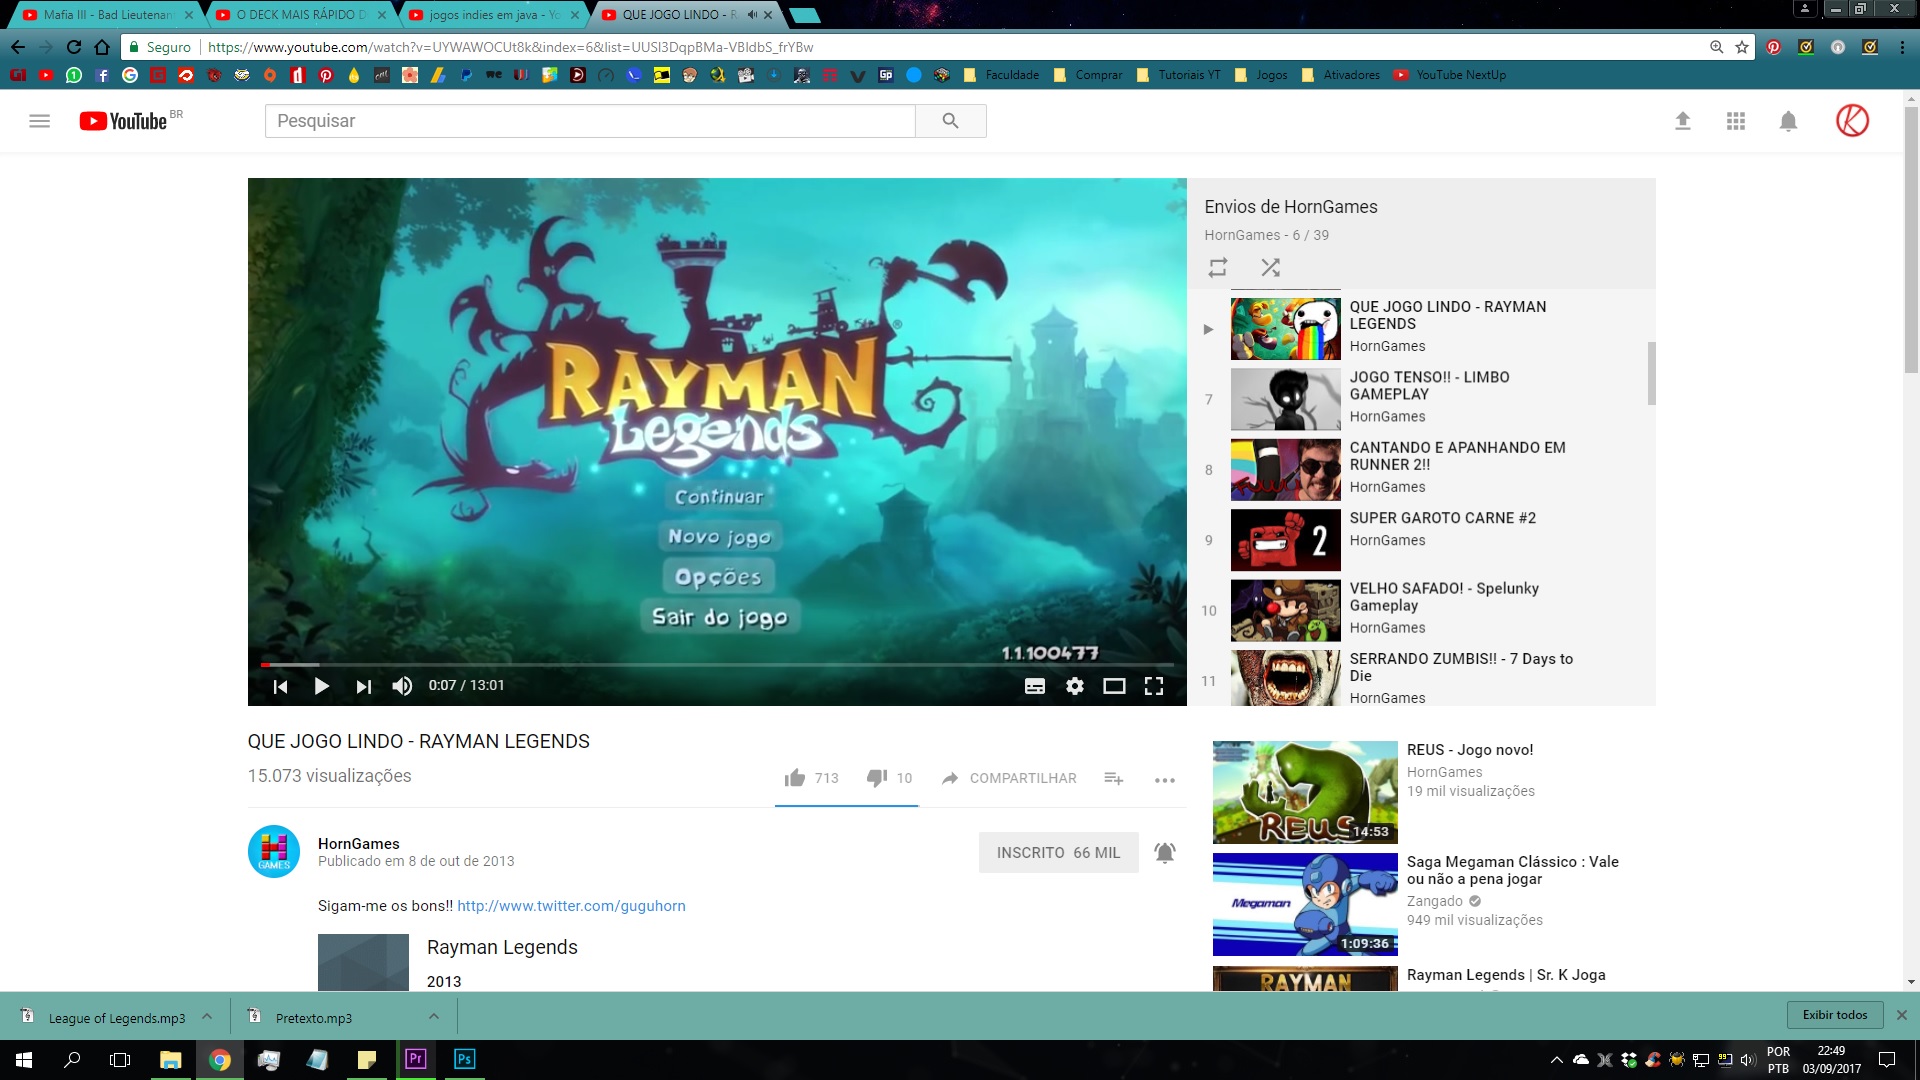 Mafia III - Bad Lieutenan
O DECK MAIS RÁPIDO D
jogos indies em java - Yo
QUE JOGO LINDO - R
Seguro
https://www.youtube.com/watch?v=UYWAWOCUt8k&index=6&list=UUSI3DqpBMa-VBIdbS_frYBw
Faculdade
Comprar
Tutoriais YT
Jogos
Ativadores
YouTube NextUp
YouTube BR
Pesquisar
RAYMAN
Legends
Continuar
Novo jogo
Opções
Sair do jogo
1.1.100477
0:07 / 13:01
Envios de HornGames
HornGames - 6 / 39
QUE JOGO LINDO - RAYMAN
LEGENDS
HornGames
7
JOGO TENSO!! - LIMBO
GAMEPLAY
HornGames
8
CANTANDO E APANHANDO EM
RUNNER 2!!
HornGames
9
2
SUPER GAROTO CARNE #2
HornGames
10
VELHO SAFADO! - Spelunky
Gameplay
HornGames
11
SERRANDO ZUMBIS!! - 7 Days to
Die
HornGames
QUE JOGO LINDO - RAYMAN LEGENDS
15.073 visualizações
713
10
COMPARTILHAR
H GAMES
HornGames
Publicado em 8 de out de 2013
INSCRITO 66 MIL
Sigam-me os bons!! http://www.twitter.com/guguhorn
Rayman Legends
2013
REUS
14:53
REUS - Jogo novo!
HornGames
19 mil visualizações
Megaman
1:09:36
Saga Megaman Clássico : Vale
ou não a pena jogar
Zangado
949 mil visualizações
RAYMAN
Rayman Legends | Sr. K Joga
League of Legends.mp3
Pretexto.mp3
Exibir todos
Pr
Ps
POR
PTB
22:49
03/09/2017